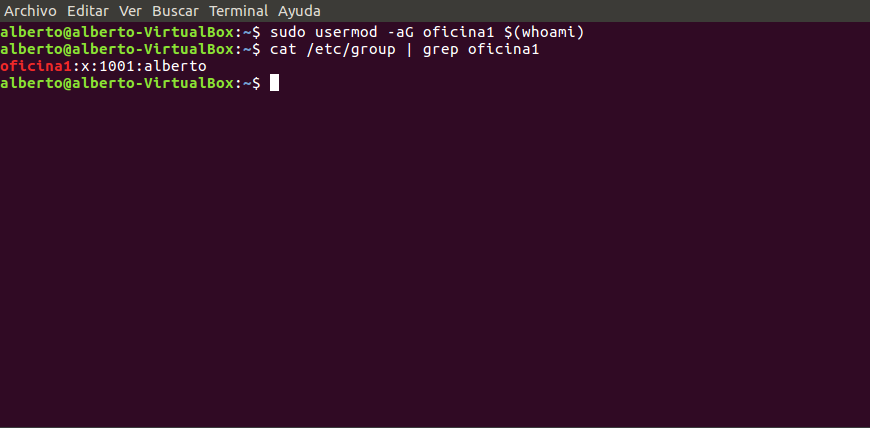 Archivo Editar Ver Buscar Terminal Ayuda
alberto@alberto-VirtualBox:~$ sudo usermod -aG oficina1 $(whoami)
alberto@alberto-VirtualBox:~$ cat /etc/group | grep oficina1
oficina1:x:1001:alberto
alberto@alberto-VirtualBox:~$